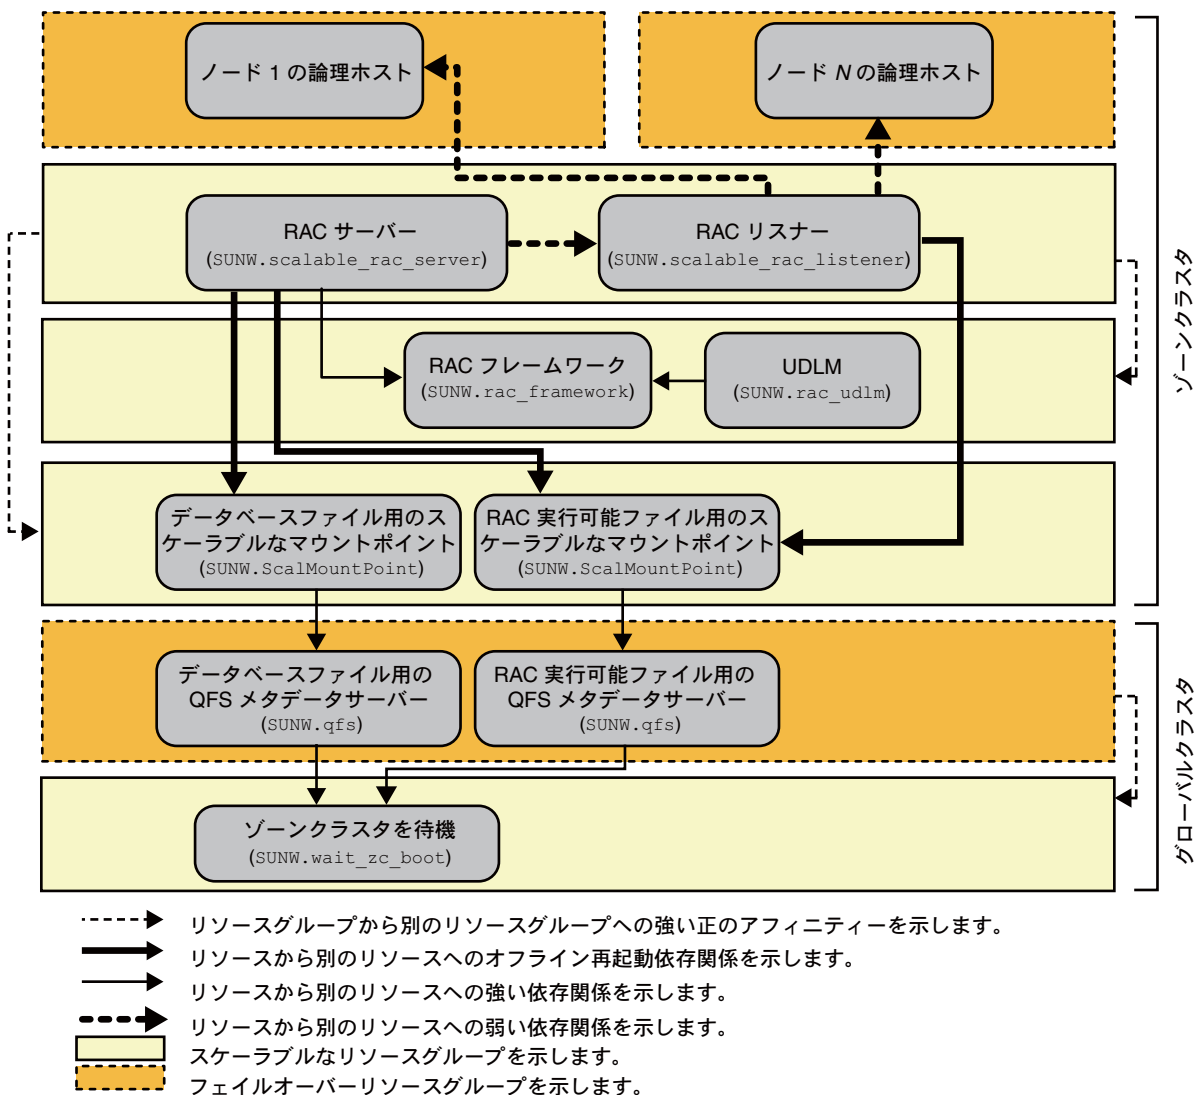 ノード 1 の論理ホスト
ノード N の論理ホスト
RAC サーバー
(SUNW.scalable_rac_server)
RAC リスナー
(SUNW.scalable_rac_listener)
RAC フレームワーク
(SUNW.rac_framework)
UDLM
(SUNW.rac_udlm)
データベースファイル用のス
ケーラブルなマウントポイント
(SUNW.ScalMountPoint)
RAC 実行可能ファイル用のス
ケーラブルなマウントポイント
(SUNW.ScalMountPoint)
ゾーンクラスタ
データベースファイル用の
QFS メタデータサーバー
(SUNW.qfs)
RAC 実行可能ファイル用の
QFS メタデータサーバー
(SUNW.qfs)
ゾーンクラスタを待機
(SUNW.wait_zc_boot)
グローバルクラスタ
リソースグループから別のリソースグループへの強い正のアフィニティーを示します。
リソースから別のリソースへのオフライン再起動依存関係を示します。
リソースから別のリソースへの強い依存関係を示します。
リソースから別のリソースへの弱い依存関係を示します。
スケーラブルなリソースグループを示します。
フェイルオーバーリソースグループを示します。